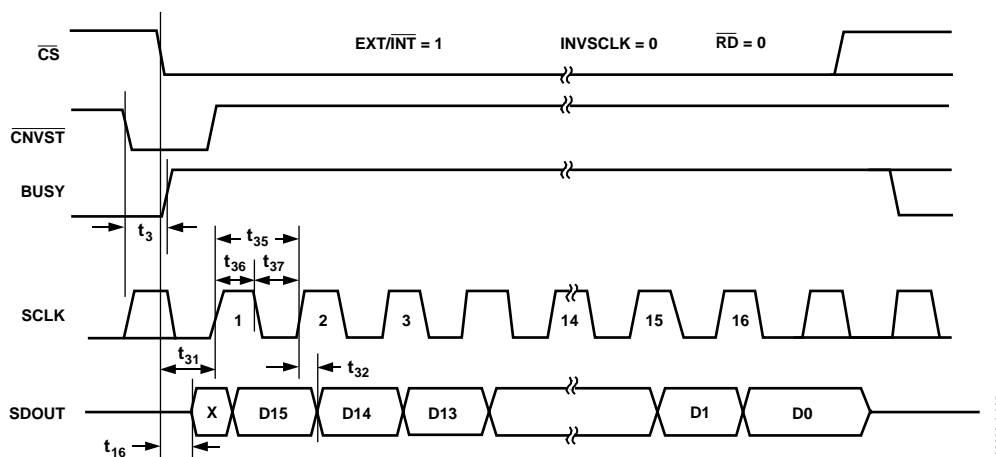 EXT/INT = 1 INVSCLK = 0 RD = 0
CS
CNVST
BUSY
t3
t35
t36 t37
SCLK 1 2 3 14 15 16
t31
t32
SDOUT X D15 D14 D13 D1 D0
t16